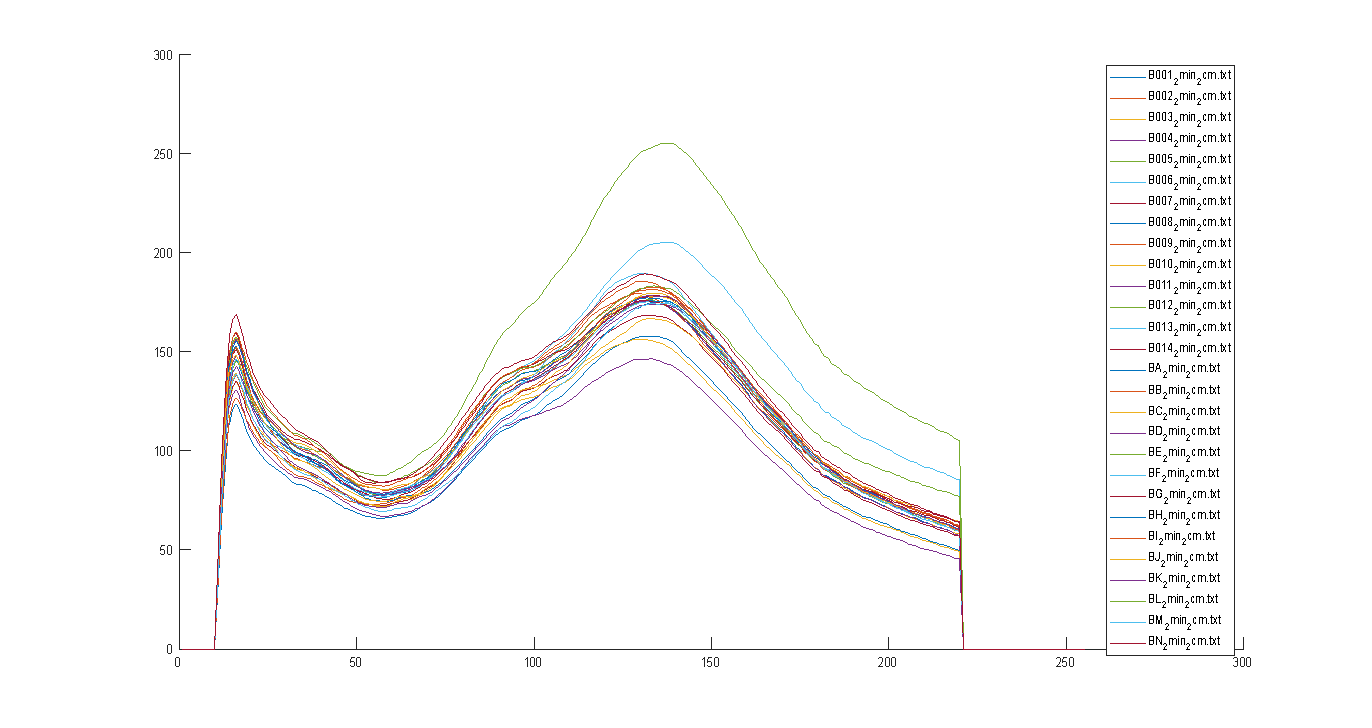 300
250
200
150
100
50
0
0 50 100 150 200 250 300
B001_2min_2cm.txt
B002_2min_2cm.txt
B003_2min_2cm.txt
B004_2min_2cm.txt
B005_2min_2cm.txt
B006_2min_2cm.txt
B007_2min_2cm.txt
B008_2min_2cm.txt
B009_2min_2cm.txt
B010_2min_2cm.txt
B011_2min_2cm.txt
B012_2min_2cm.txt
B013_2min_2cm.txt
B014_2min_2cm.txt
BA_2min_2cm.txt
BB_2min_2cm.txt
BC_2min_2cm.txt
BD_2min_2cm.txt
BE_2min_2cm.txt
BF_2min_2cm.txt
BG_2min_2cm.txt
BH_2min_2cm.txt
BI_2min_2cm.txt
BJ_2min_2cm.txt
BK_2min_2cm.txt
BL_2min_2cm.txt
BM_2min_2cm.txt
BN_2min_2cm.txt